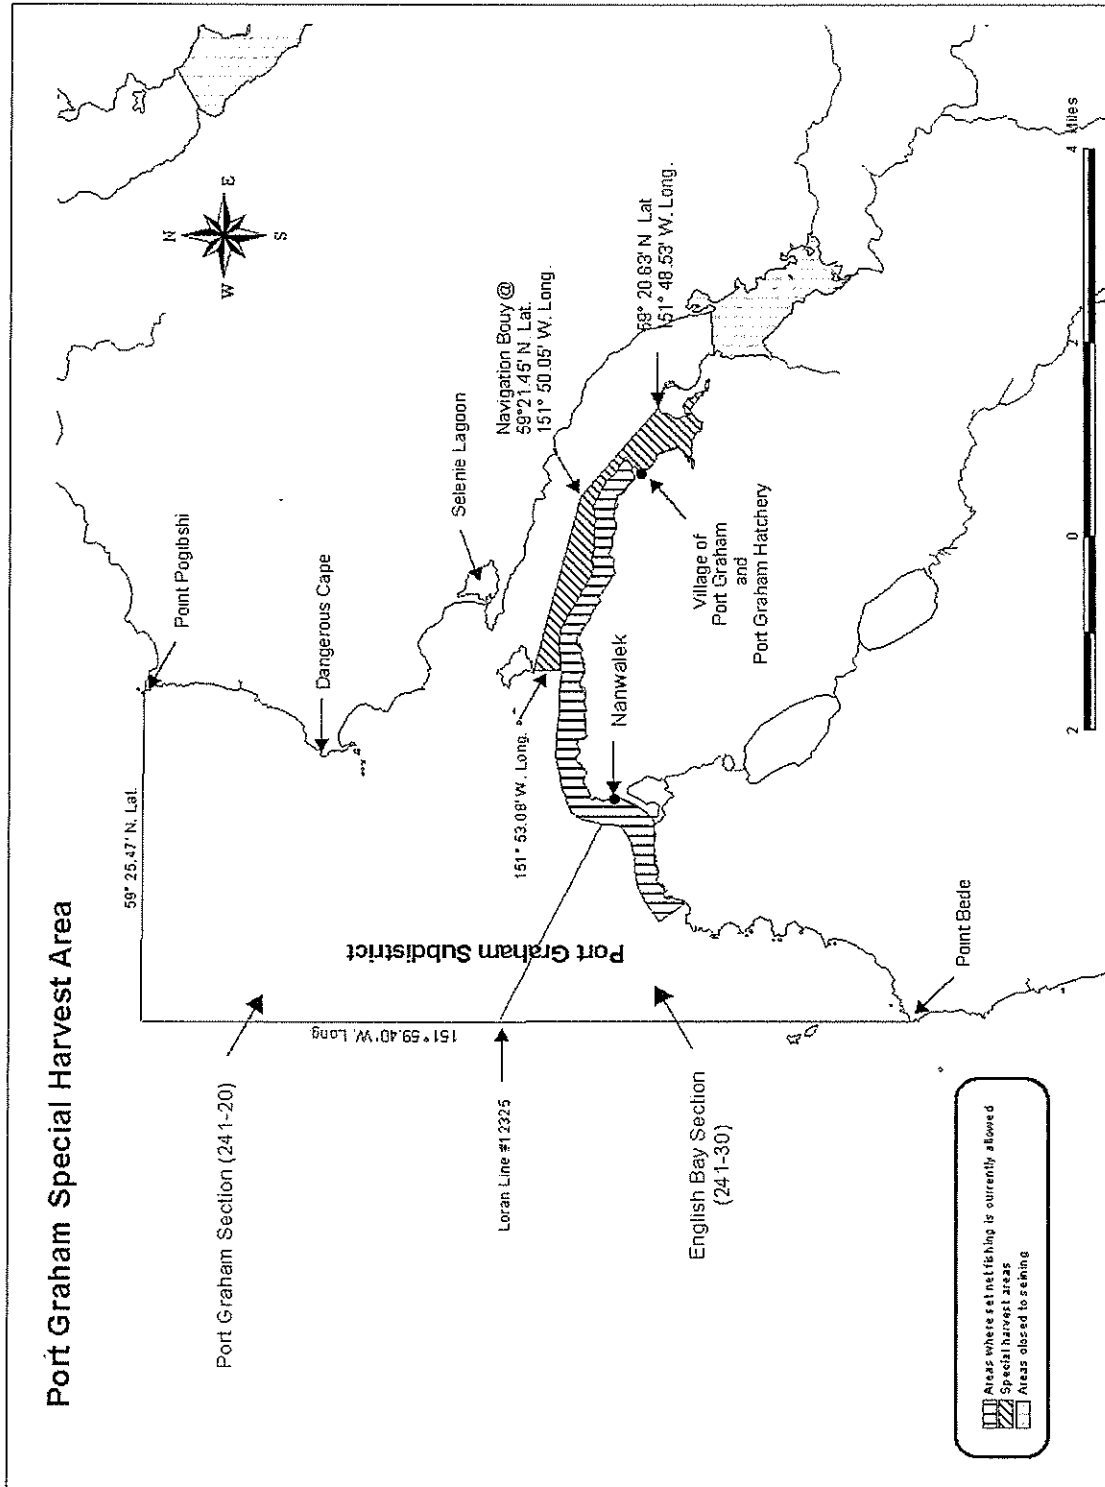 Port Graham Special Harvest Area
Port Graham Section (241-20)
59° 25.47' N. Lat.
Point Pogibshi
Dangerous Cape
Selenie Lagoon
N
W
E
S
Navigation Bouy @
59°21.45' N. Lat.
151° 50.05' W. Long.
59° 20.63' N. Lat
151° 48.53' W. Long.
151° 59.40' W. Long
Loran Line #12325
Port Graham Subdistrict
151° 53.08' W. Long.
Nanwalek
Village of
Port Graham
and
Port Graham Hatchery
English Bay Section
(241-30)
Point Bede
Areas where set net fishing is currently allowed
Special harvest areas
Areas closed to seining
2
0
2
4 Miles